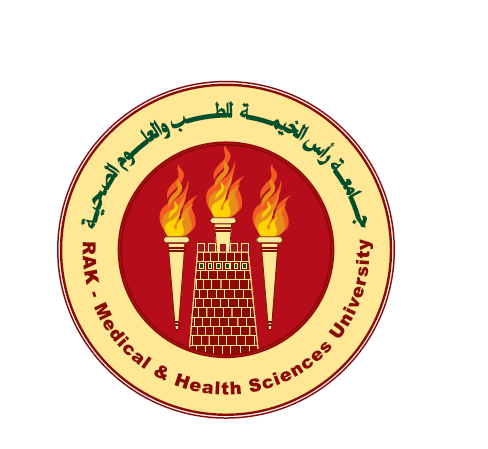 جامعة رأس الخيمة للطب والعلوم الصحية
RAK - Medical & Health Sciences University